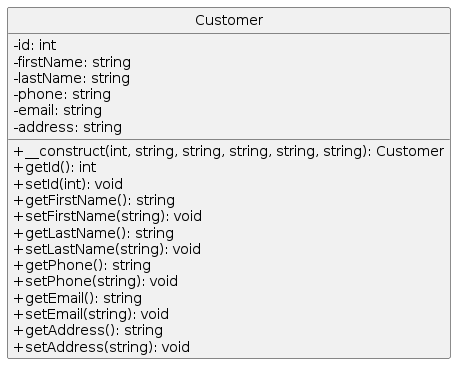 Customer
-id: int
-firstName: string
-lastName: string
-phone: string
-email: string
-address: string
+__construct(int, string, string, string, string, string): Customer
+getId(): int
+setId(int): void
+getFirstName(): string
+setFirstName(string): void
+getLastName(): string
+setLastName(string): void
+getPhone(): string
+setPhone(string): void
+getEmail(): string
+setEmail(string): void
+getAddress(): string
+setAddress(string): void